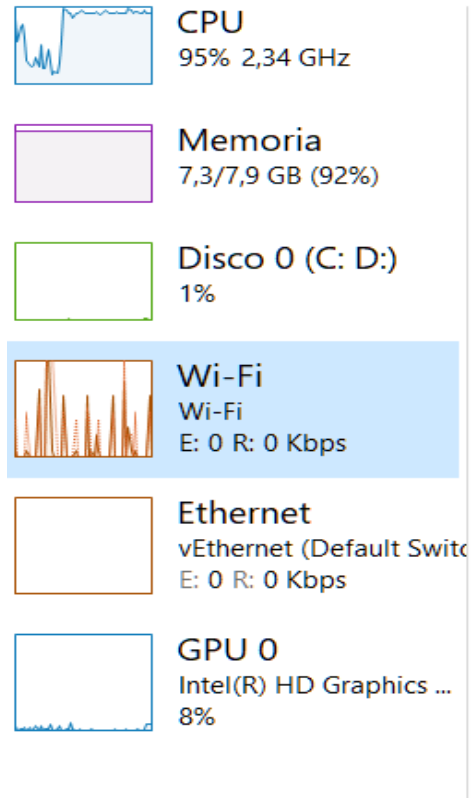 CPU
95% 2,34 GHz
Memoria
7,3/7,9 GB (92%)
Disco 0 (C: D:)
1%
Wi-Fi
Wi-Fi
E: 0 R: 0 Kbps
Ethernet
vEthernet (Default Switc
E: 0 R: 0 Kbps
GPU 0
Intel(R) HD Graphics ...
8%